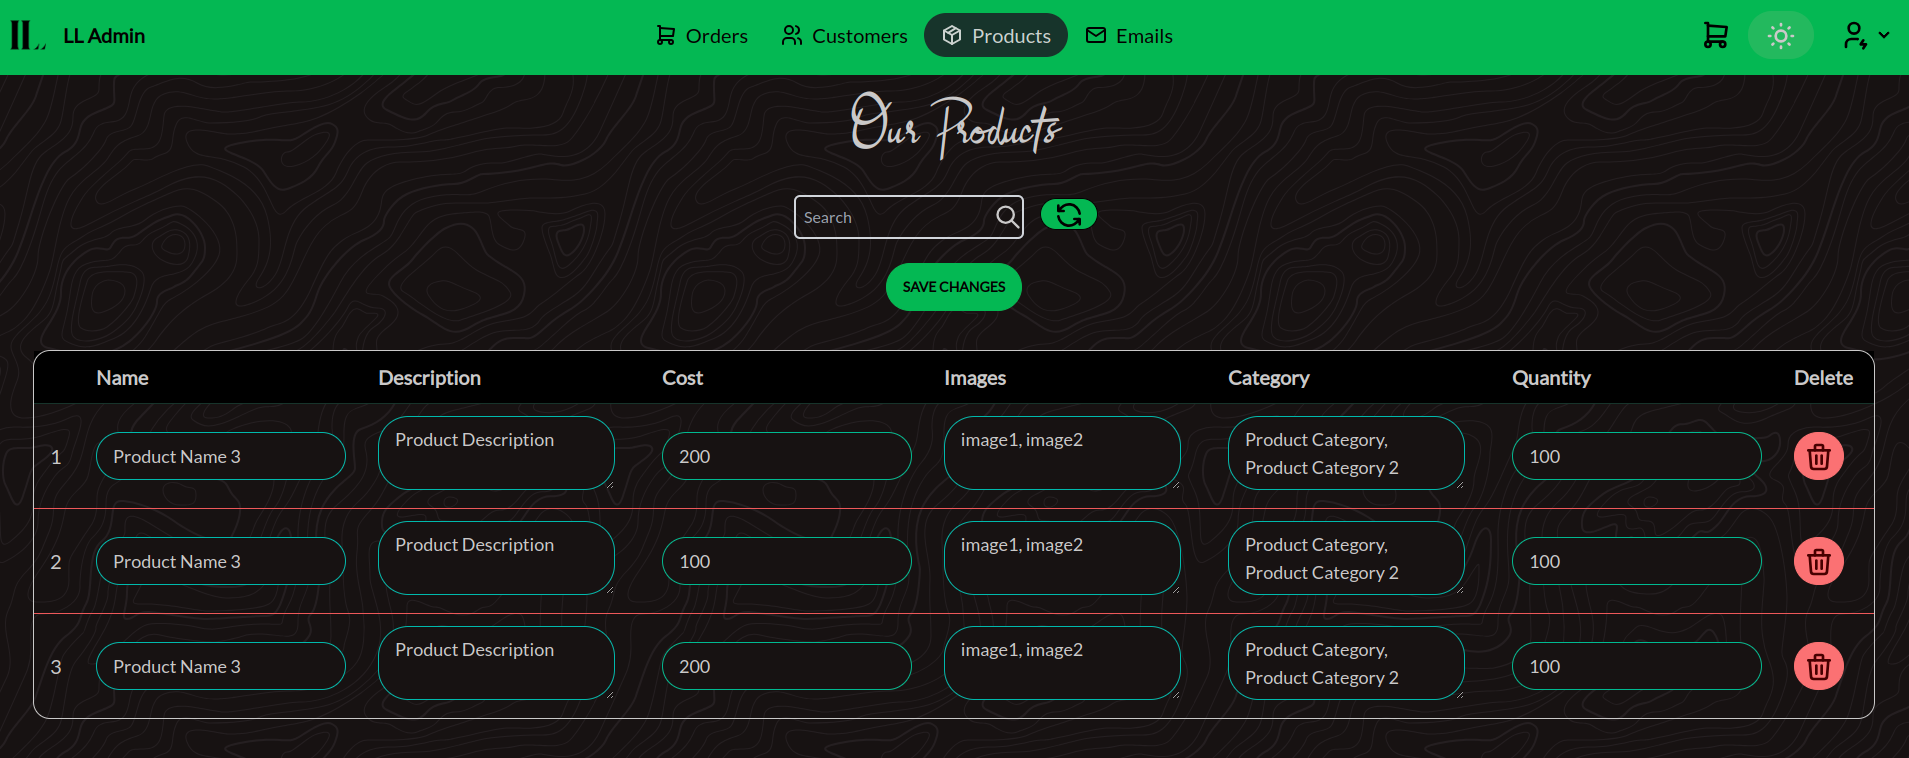 LL LL Admin Orders Customers Products Emails
Our Products
Search
SAVE CHANGES
Name Description Cost Images Category Quantity Delete
1 Product Name 3 Product Description 200 image1, image2 Product Category, 100
Product Category 2
2 Product Name 3 Product Description 100 image1, image2 Product Category, 100
Product Category 2
3 Product Name 3 Product Description 200 image1, image2 Product Category, 100
Product Category 2